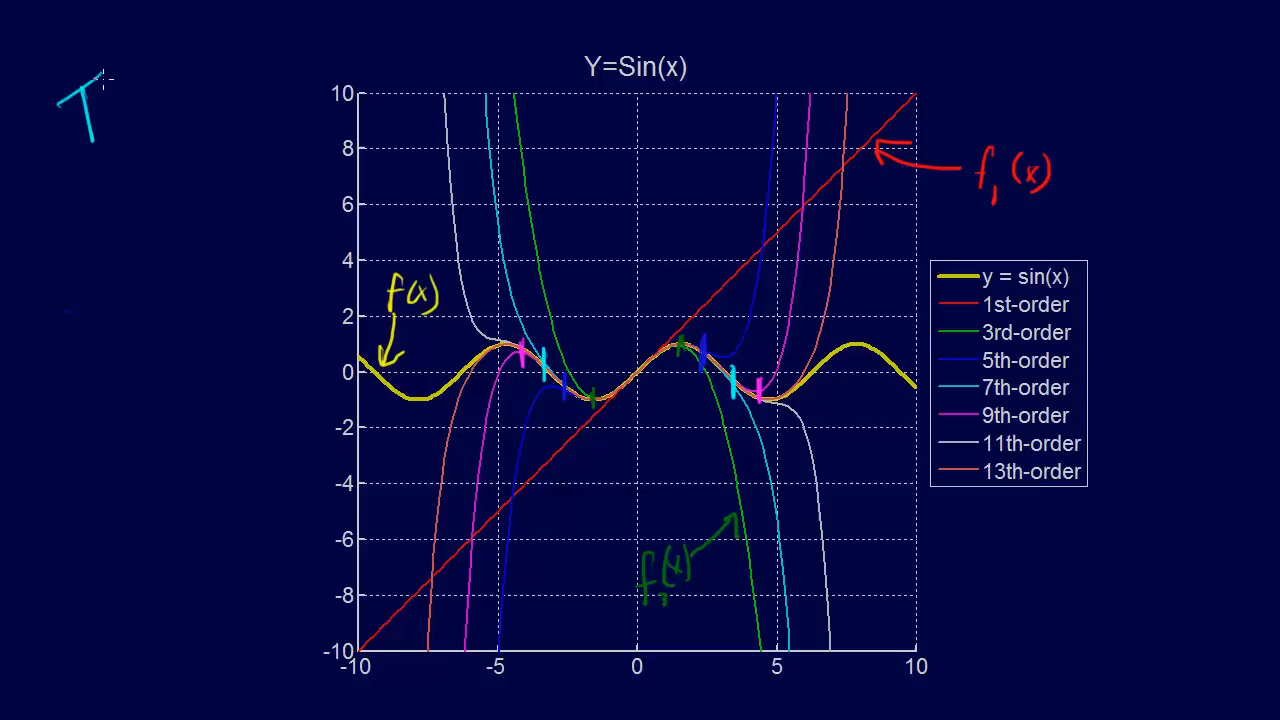 T
Y=Sin(x)
10
8
6
4
2
0
-2
-4
-6
-8
-10
-10
-5
0
5
10
f(x)
f₁(x)
f₃(x)
y = sin(x)
1st-order
3rd-order
5th-order
7th-order
9th-order
11th-order
13th-order